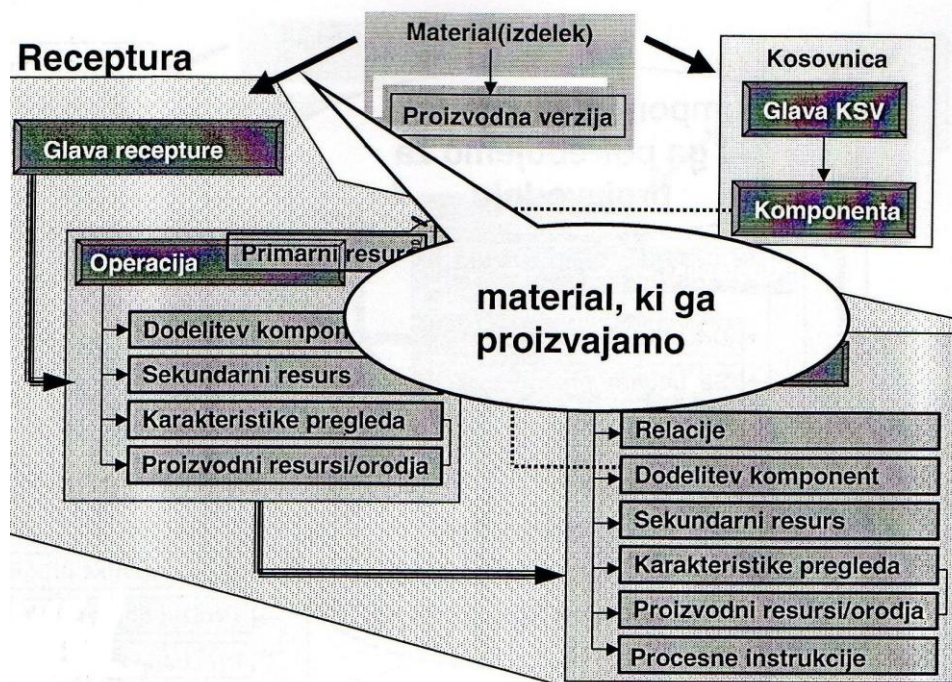 Receptura
Material(izdelek)
Proizvodna verzija
Kosovnica
Glava KSV
Komponenta
Glava recepture
Operacija
Primarni resurs
Dodelitev kompon
Sekundarni resurs
Karakteristike pregleda
Proizvodni resursi/orodja
material, ki ga
proizvajamo
Relacije
Dodelitev komponent
Sekundarni resurs
Karakteristike pregleda
Proizvodni resursi/orodja
Procesne instrukcije